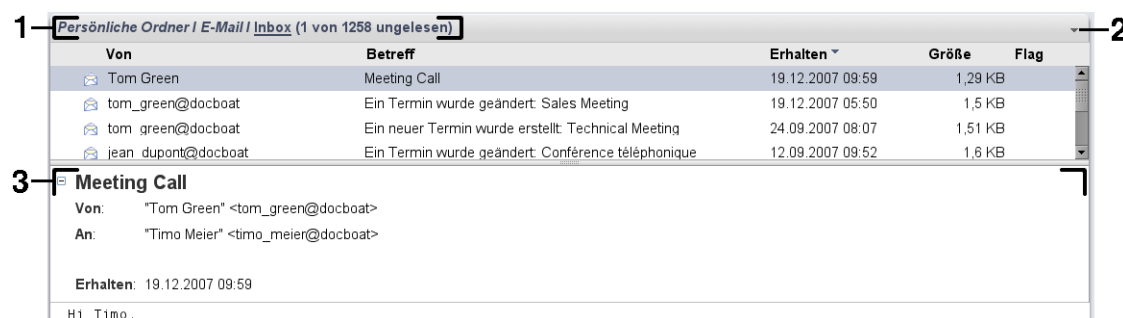 1 Persönliche Ordner / E-Mail / Inbox (1 von 1258 ungelesen) 2
Von Betreff Erhalten Größe Flag
Tom Green Meeting Call 19.12.2007 09:59 1,29 KB
tom_green@docboat Ein Termin wurde geändert: Sales Meeting 19.12.2007 05:50 1,5 KB
tom_green@docboat Ein neuer Termin wurde erstellt: Technical Meeting 24.09.2007 08:07 1,51 KB
jean_dupont@docboat Ein Termin wurde geändert: Conférence téléphonique 12.09.2007 09:52 1,6 KB
3 Meeting Call
Von: "Tom Green" <tom_green@docboat>
An: "Timo Meier" <timo_meier@docboat>
Erhalten: 19.12.2007 09:59
Hi Timo,